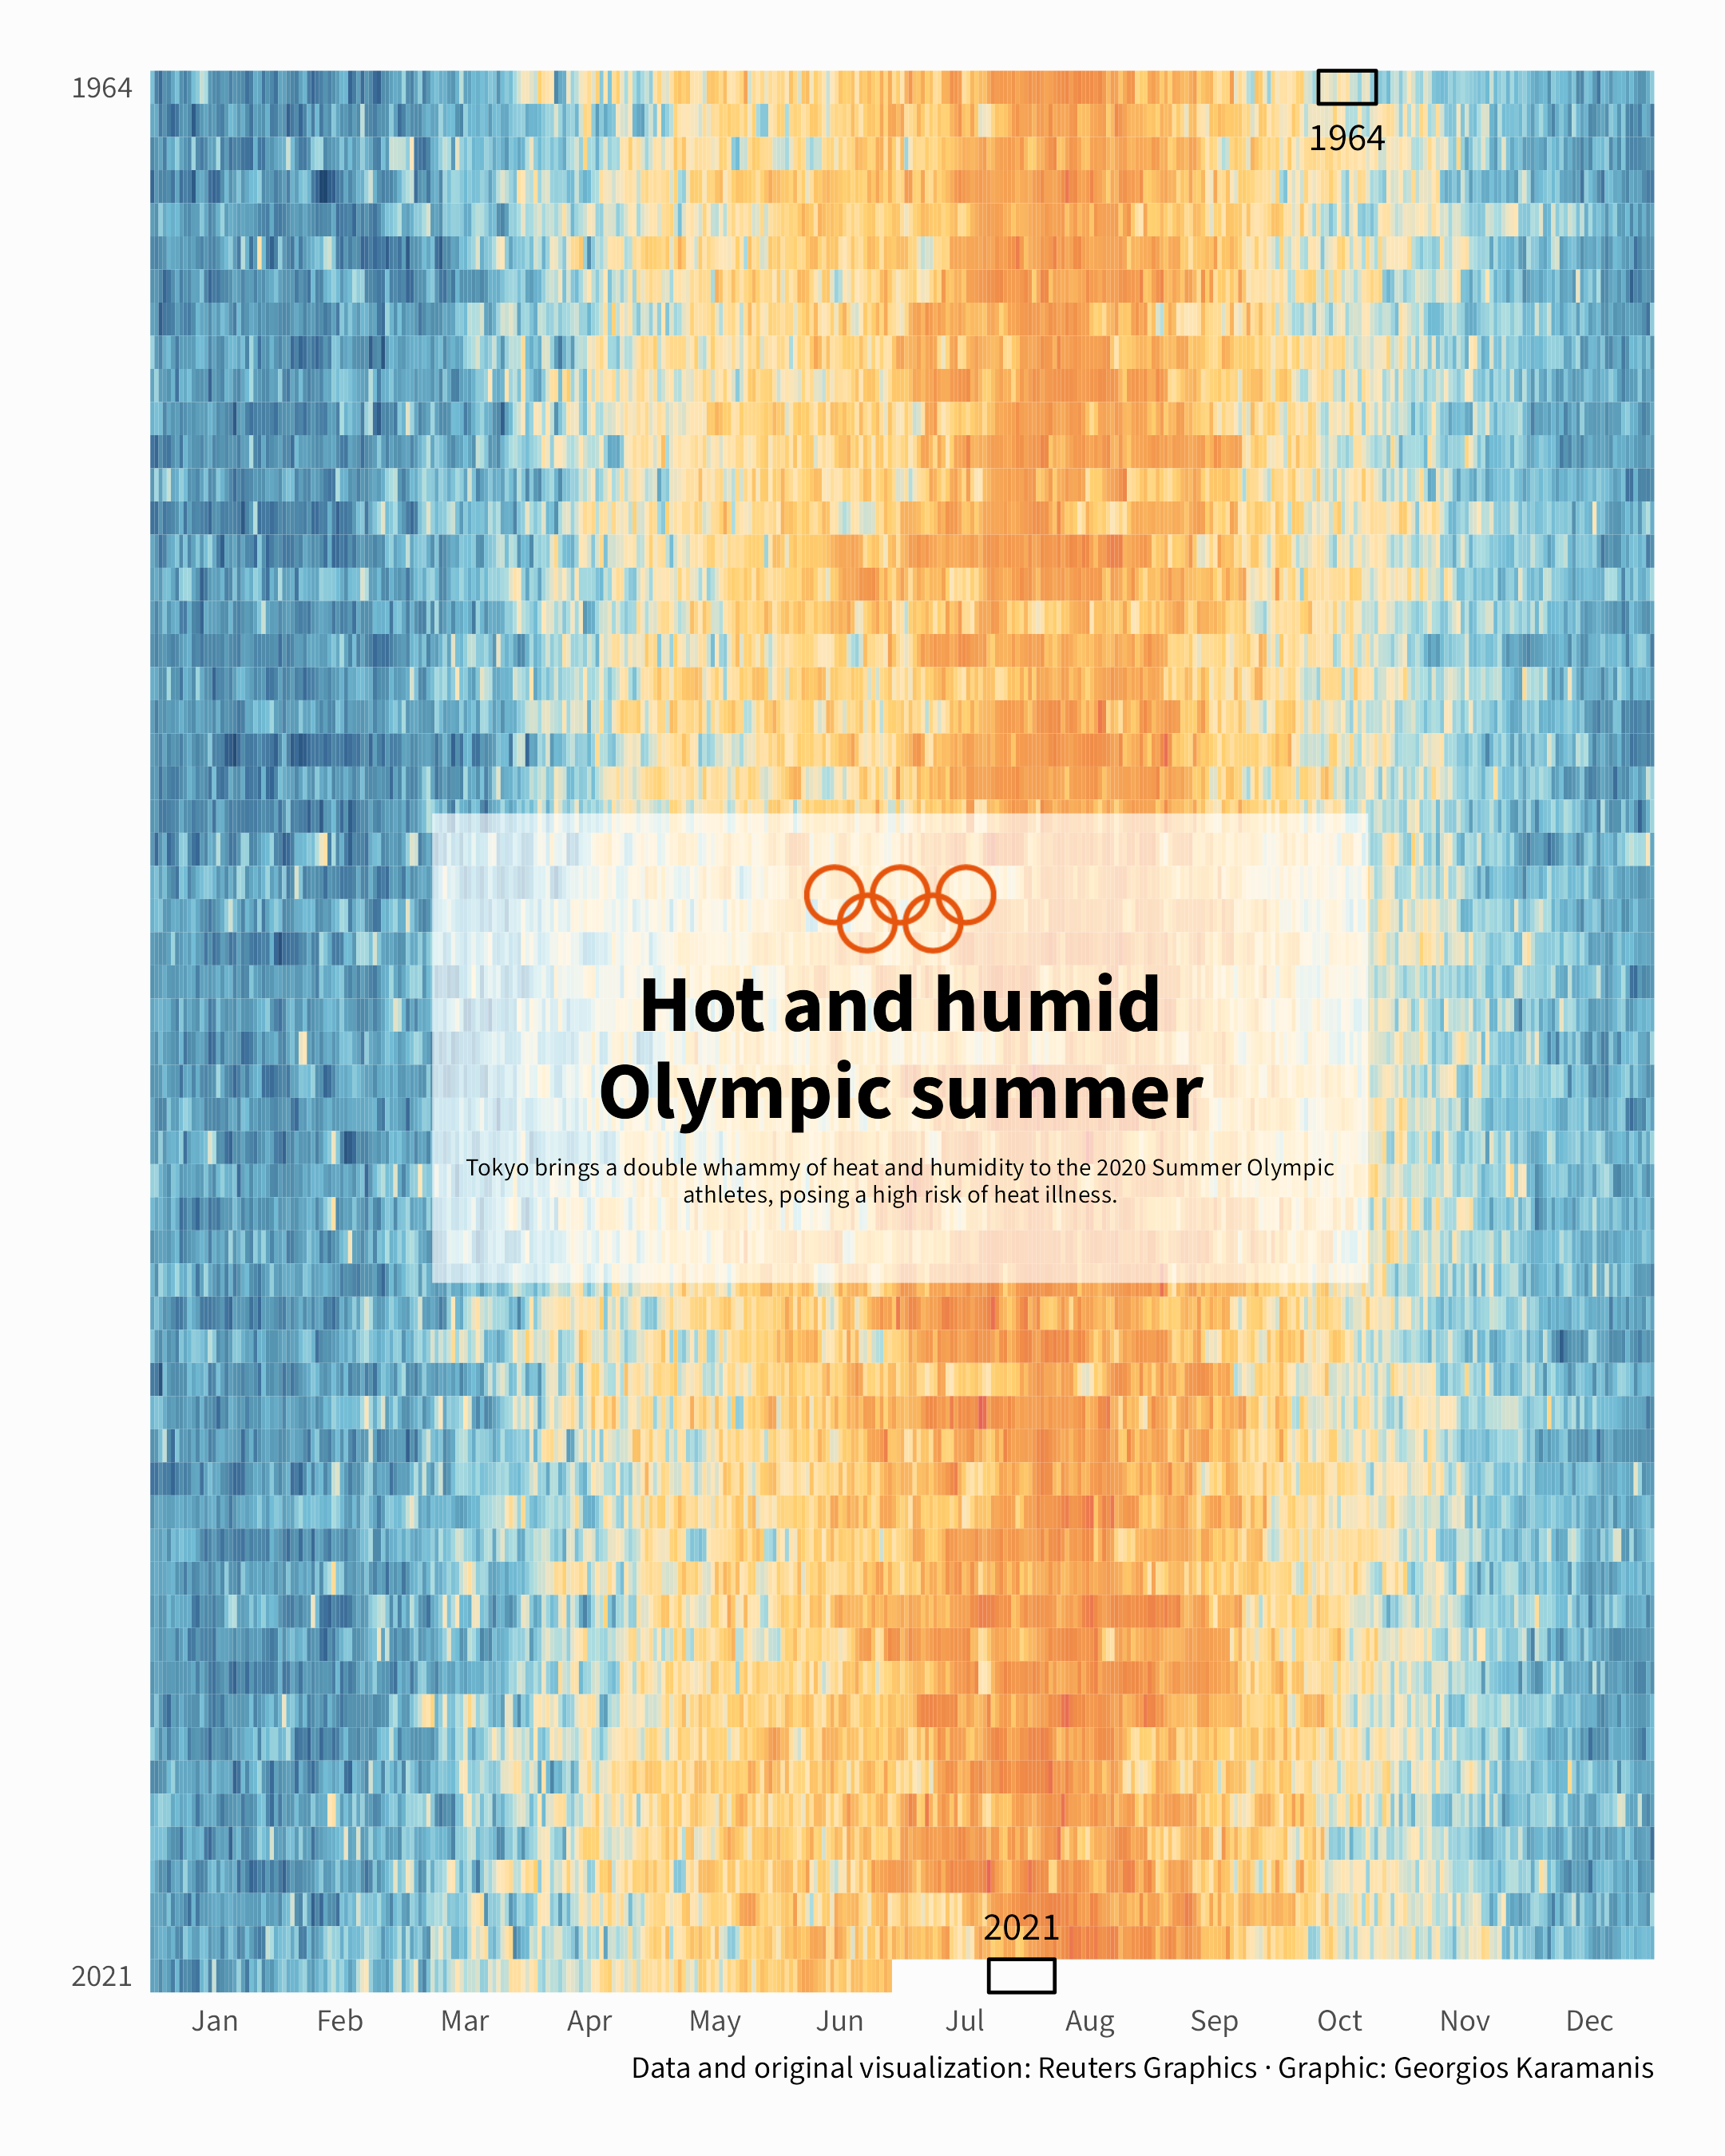 1964
1964
Hot and humid
Olympic summer
Tokyo brings a double whammy of heat and humidity to the 2020 Summer Olympic
athletes, posing a high risk of heat illness.
2021
2021
Jan Feb Mar Apr May Jun Jul Aug Sep Oct Nov Dec
Data and original visualization: Reuters Graphics · Graphic: Georgios Karamanis